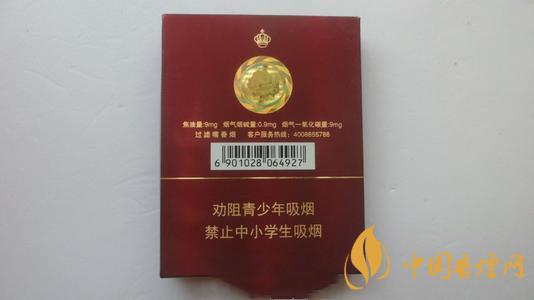 焦油量:9mg 烟气烟碱量:0.9mg 烟气一氧化碳量:9mg
过滤嘴香烟 客户服务热线:4008855788
6 901028 064927
劝阻青少年吸烟
禁止中小学生吸烟
中国香烟网